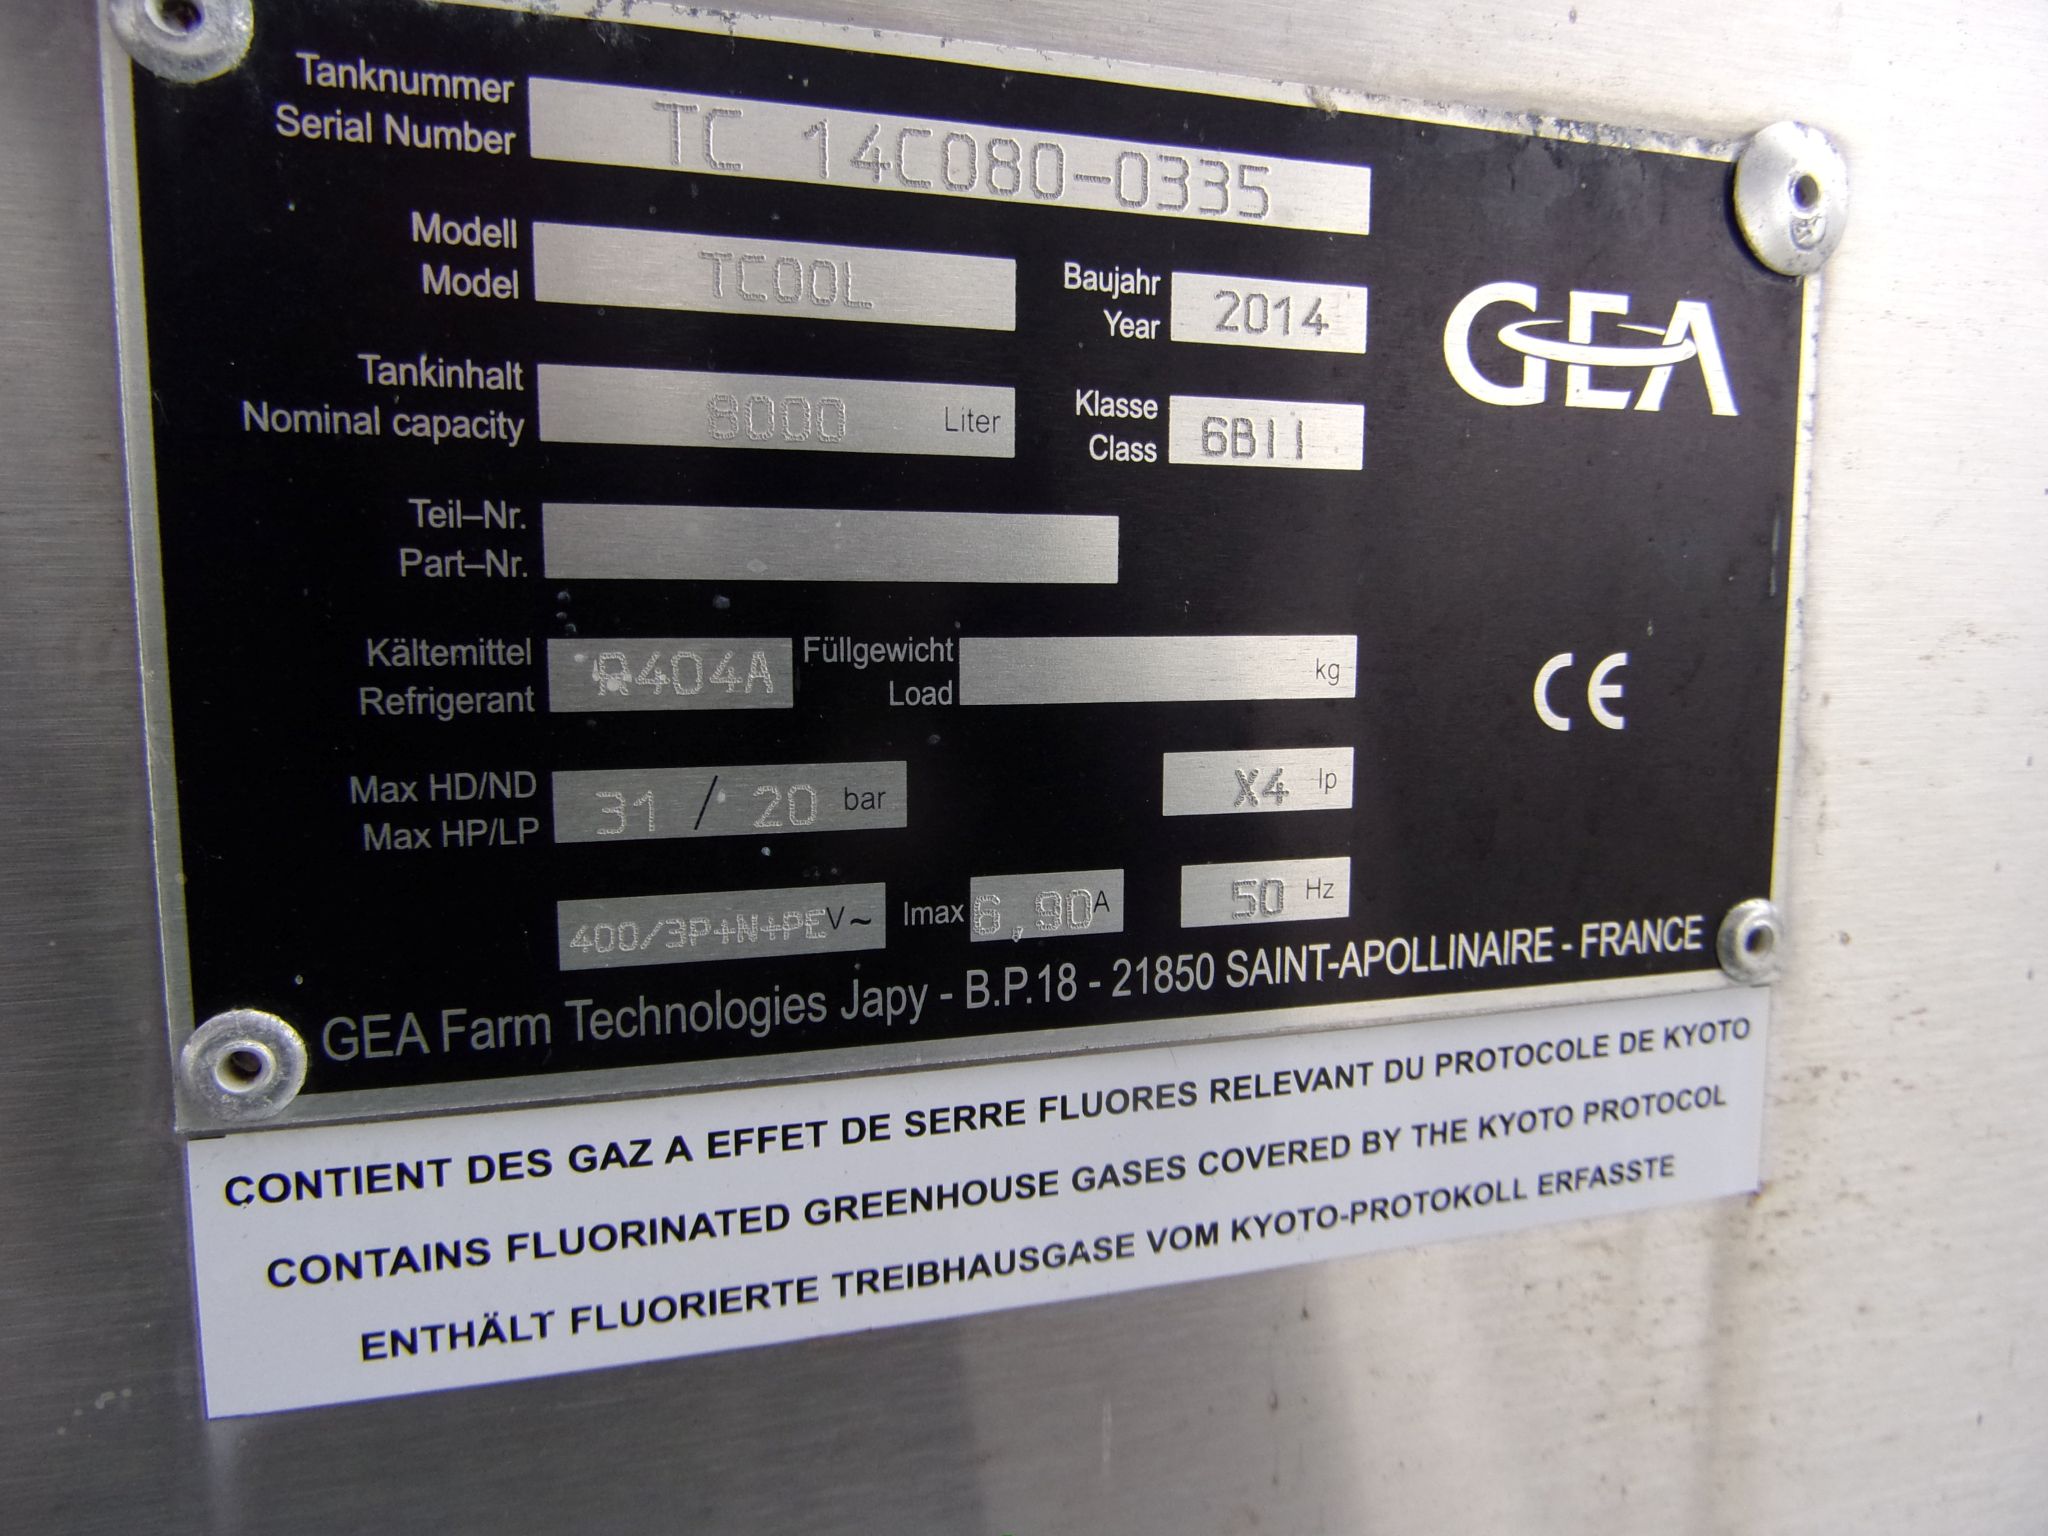 Tanknummer
Serial Number
TC 14C080-0335
Modell
Model
TCOOL
Baujahr
Year
2014
GEA
Tankinhalt
Nominal capacity
8000 Liter
Klasse
Class
6BII
Teil–Nr.
Part–Nr.
Kältemittel
Refrigerant
R404A
Füllgewicht
Load
kg
CE
Max HD/ND
Max HP/LP
31 / 20 bar
X4 Ip
400/3P+N+PE V~
Imax 6,90 A
50 Hz
GEA Farm Technologies Japy - B.P.18 - 21850 SAINT-APOLLINAIRE - FRANCE
CONTIENT DES GAZ A EFFET DE SERRE FLUORES RELEVANT DU PROTOCOLE DE KYOTO
CONTAINS FLUORINATED GREENHOUSE GASES COVERED BY THE KYOTO PROTOCOL
ENTHÄLT FLUORIERTE TREIBHAUSGASE VOM KYOTO-PROTOKOLL ERFASSTE